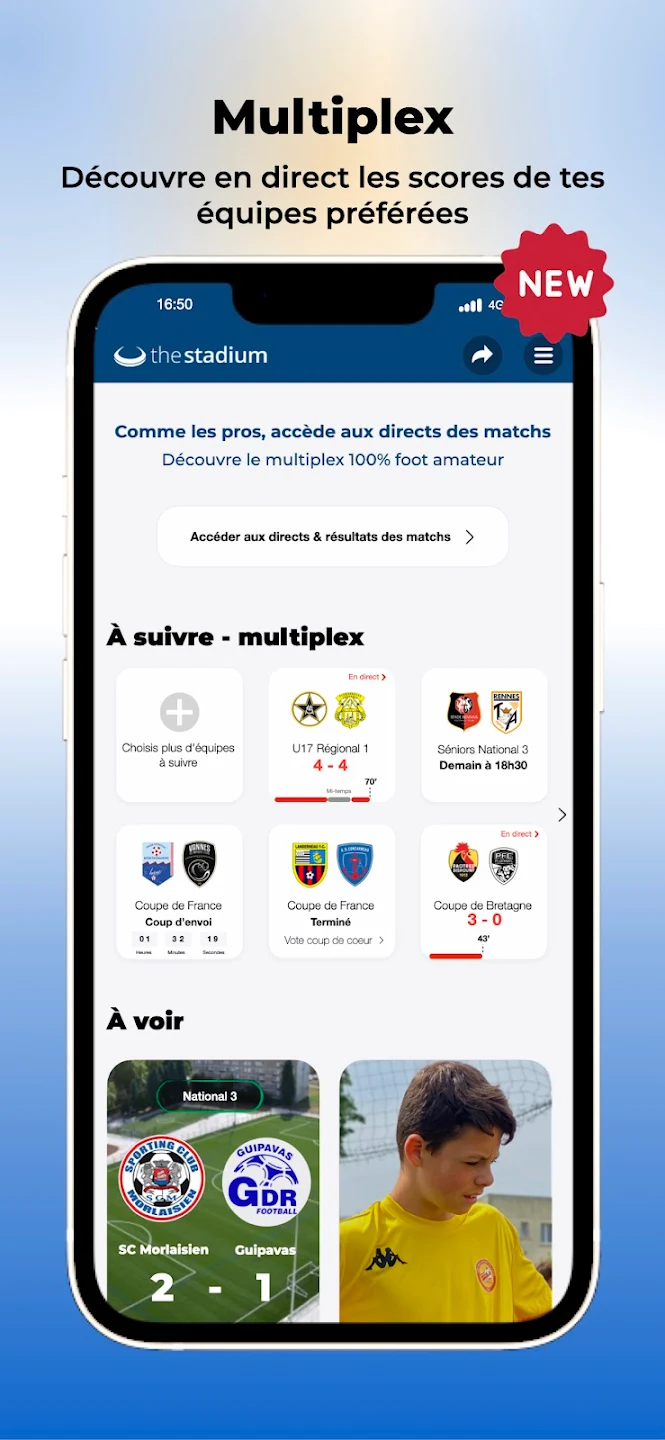 Multiplex
Découvre en direct les scores de tes
équipes préférées
NEW
16:50
4G
thestadium
Comme les pros, accède aux directs des matchs
Découvre le multiplex 100% foot amateur
Accéder aux directs & résultats des matchs
À suivre - multiplex
Choisis plus d'équipes
à suivre
En direct
U17 Régional 1
4 - 4
70'
Mi-temps
RENNES
TA
Séniors National 3
Demain à 18h30
VANNES
Coupe de France
Coup d'envoi
01 32 19
Heures Minutes Secondes
LANDERNEAU F.C.
Coupe de France
Terminé
Vote coup de coeur
En direct
PFC
Coupe de Bretagne
3 - 0
43'
À voir
National 3
SPORTING CLUB
S.C.M.
MORLAISIEN
GUIPAVAS
GDR
FOOTBALL
SC Morlaisien
Guipavas
2 - 1